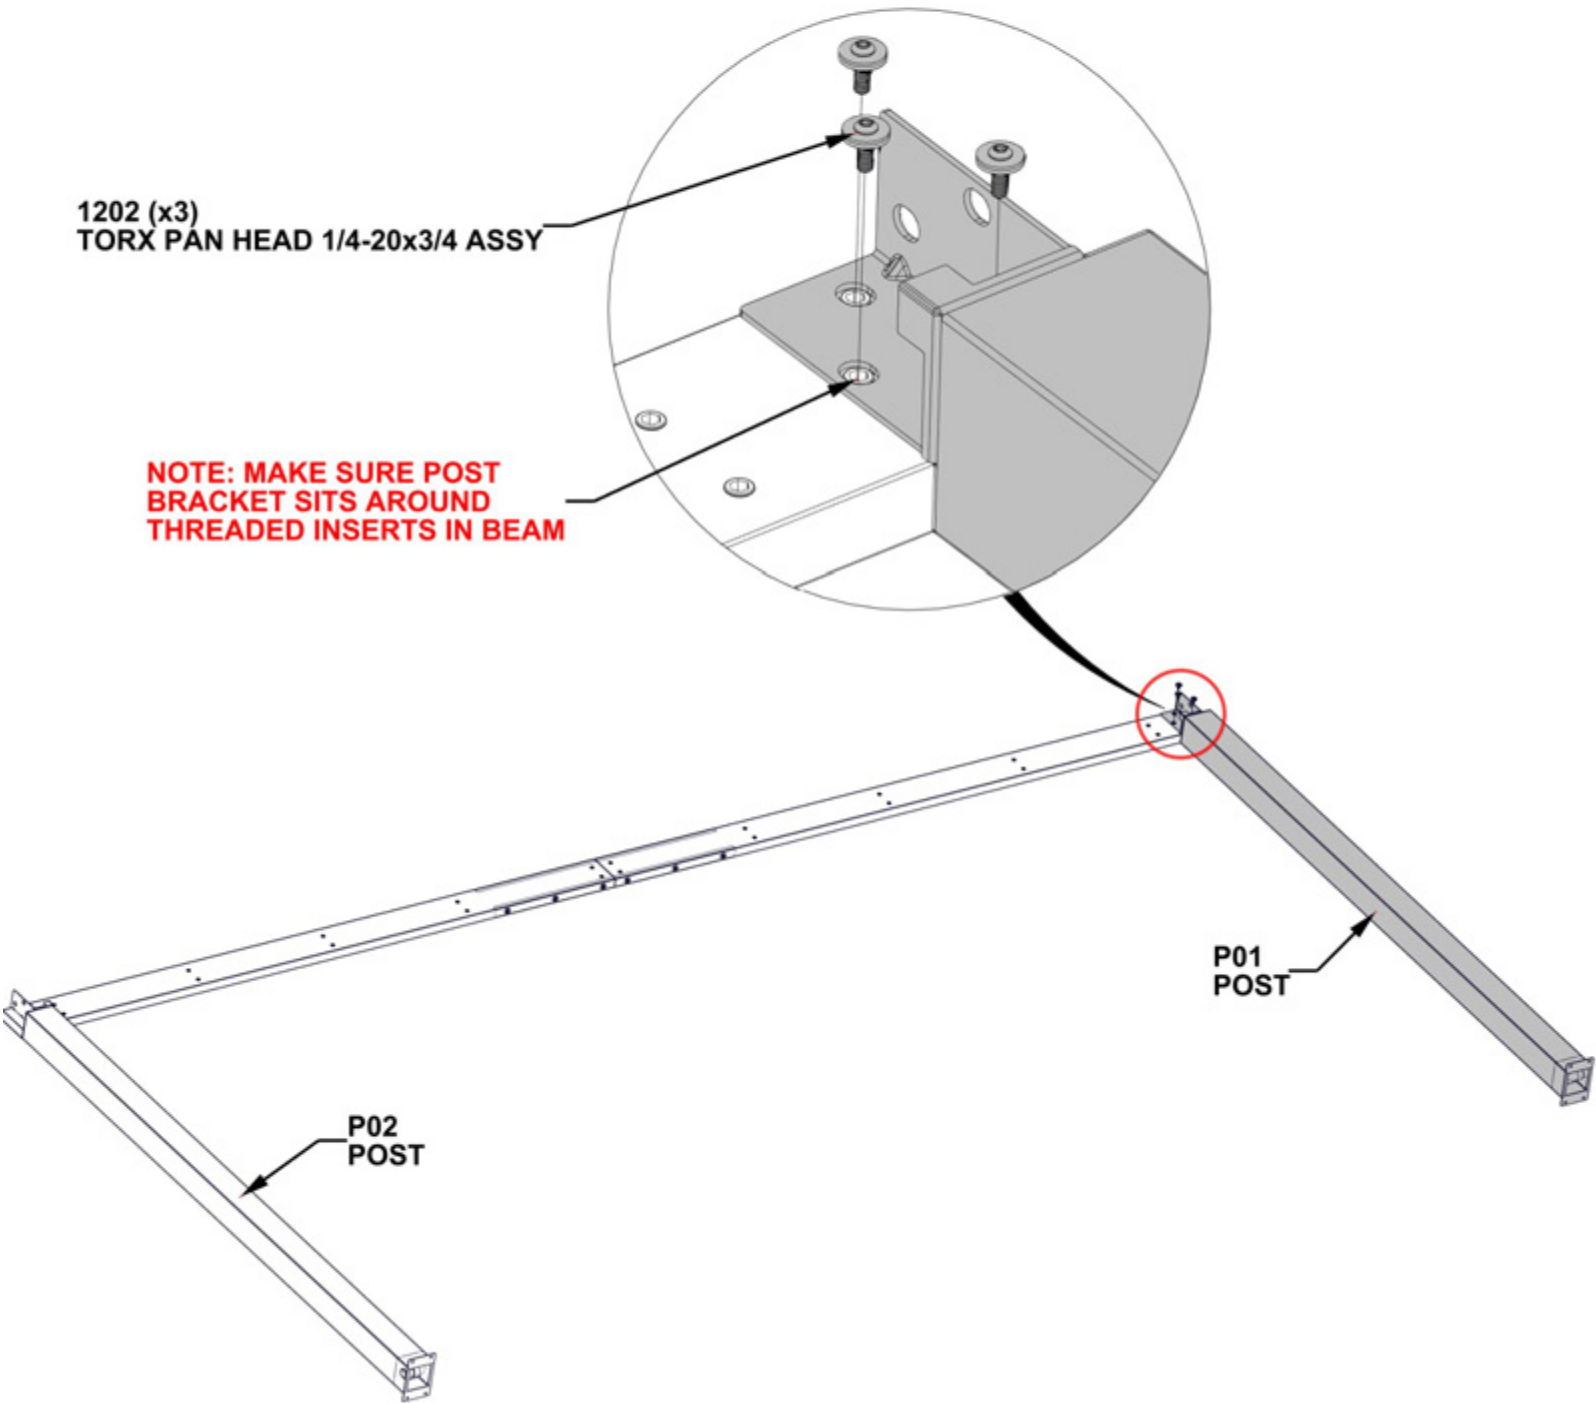 1202 (x3)
TORX PAN HEAD 1/4-20x3/4 ASSY
NOTE: MAKE SURE POST
BRACKET SITS AROUND
THREADED INSERTS IN BEAM
P01
POST
P02
POST